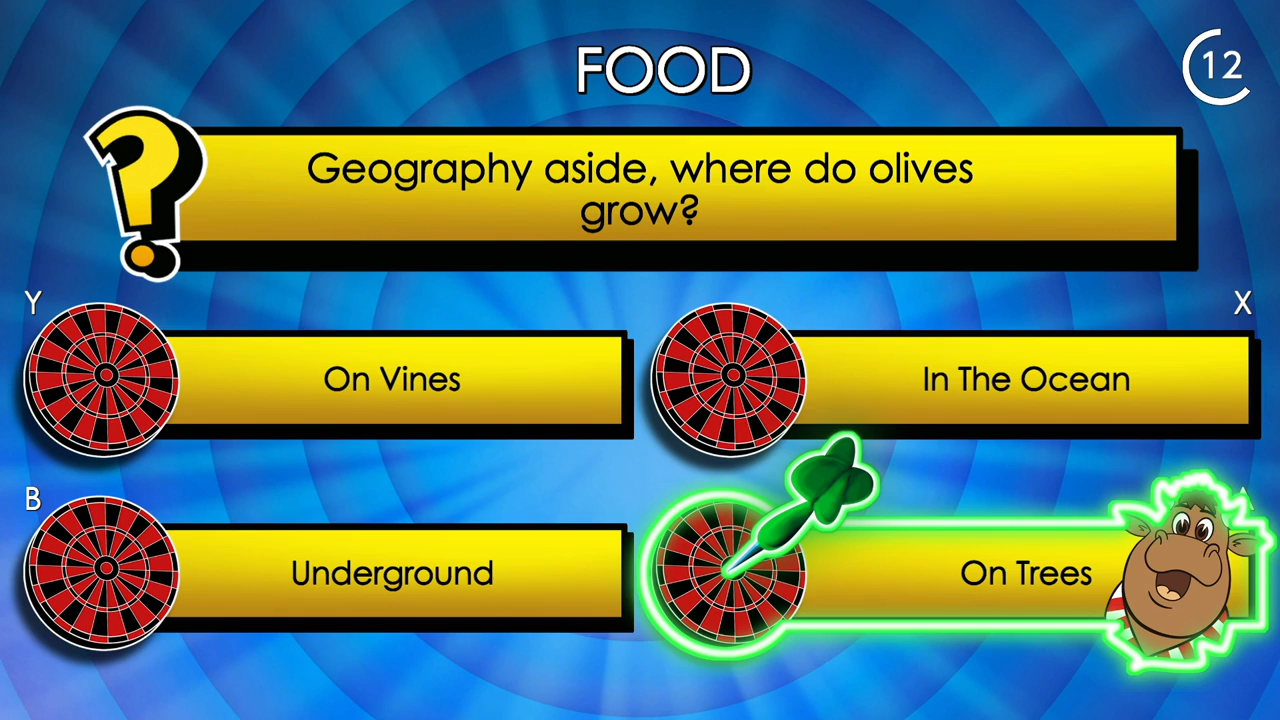 FOOD
12
Geography aside, where do olives
grow?
Y
X
On Vines
In The Ocean
B
A
Underground
On Trees